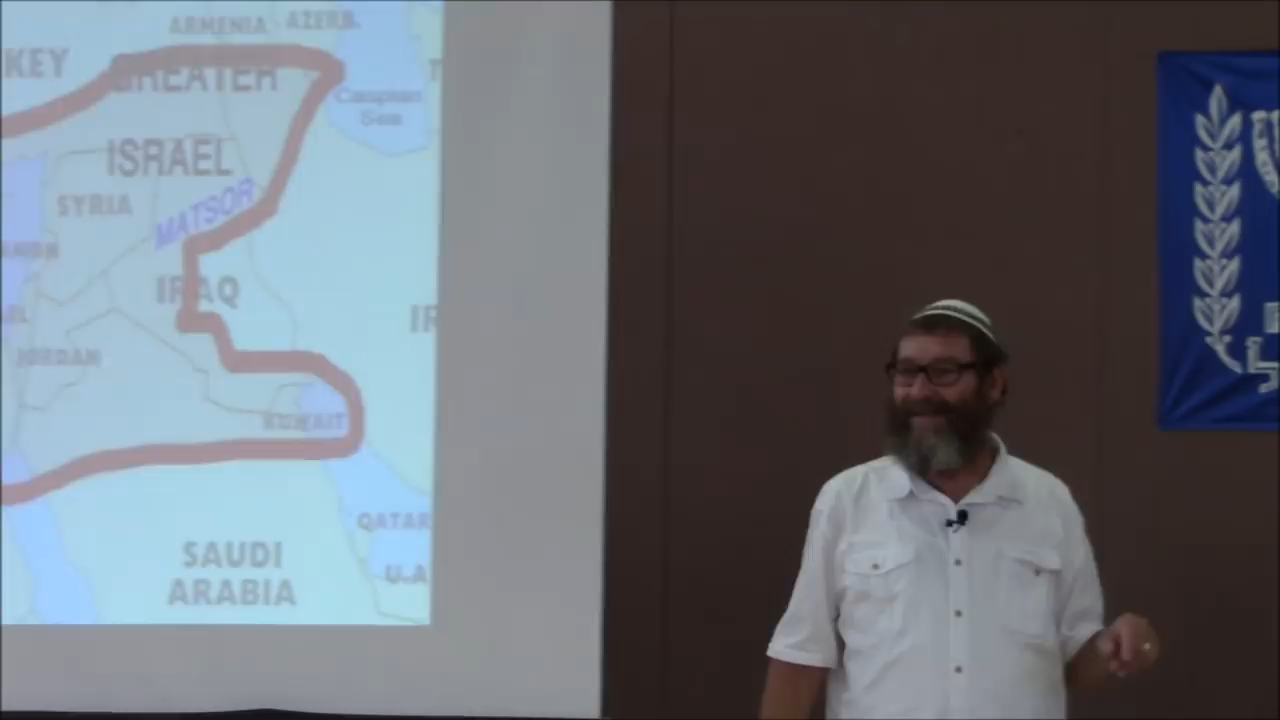 ARMENIA
AZERB.
KEY
GREATER
Caspian
Sea
ISRAEL
SYRIA
MATSOR
IRAQ
JORDAN
KUWAIT
QATAR
SAUDI
ARABIA
U.A